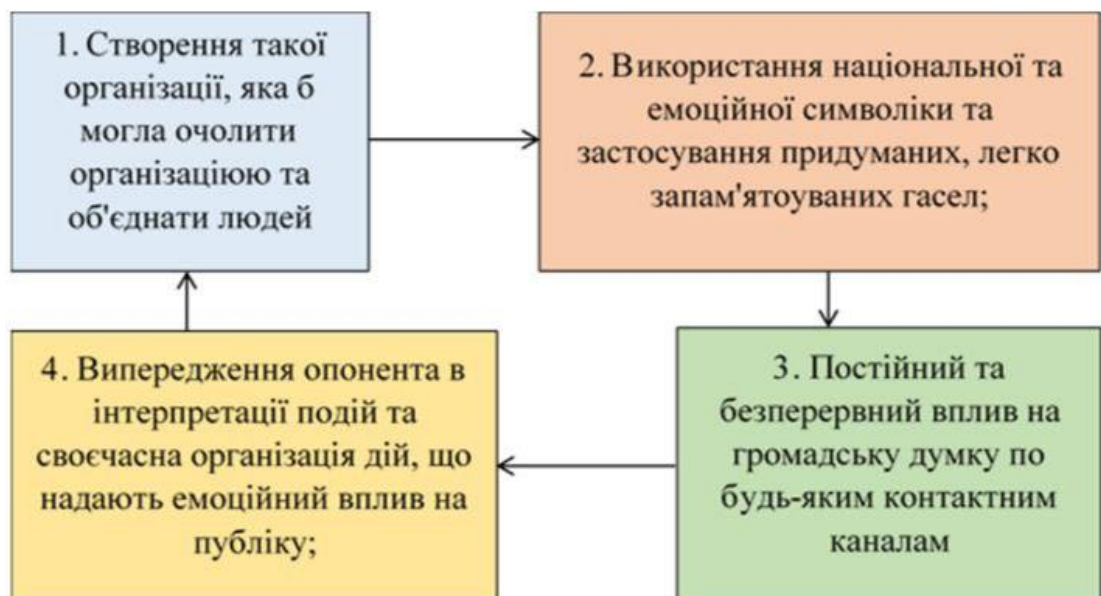 1. Створення такої
організації, яка б
могла очолити
організаціюю та
об'єднати людей
2. Використання національної та
емоційної символіки та
застосування придуманих, легко
запам'ятоуваних гасел;
3. Постійний та
безперервний вплив на
громадську думку по
будь-яким контактним
каналам
4. Випередження опонента в
інтерпретації подій та
своєчасна організація дій, що
надають емоційний вплив на
публіку;